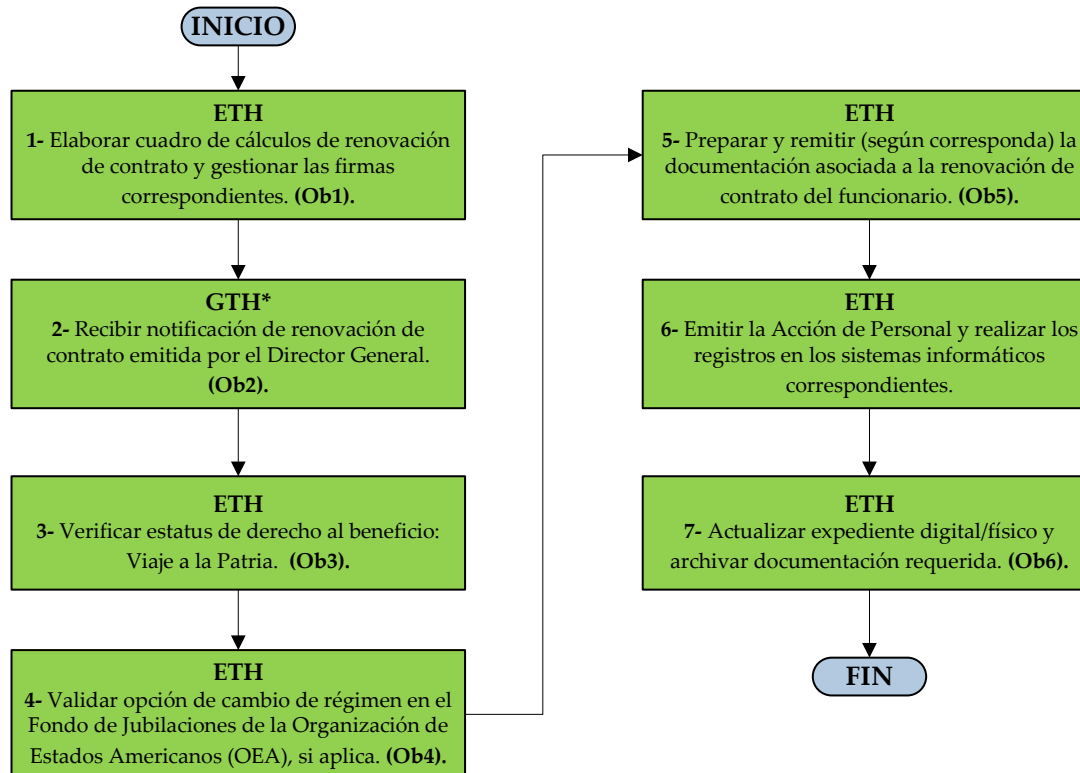 INICIO
ETH
1- Elaborar cuadro de cálculos de renovación
de contrato y gestionar las firmas
correspondientes. (Ob1).
GTH*
2- Recibir notificación de renovación de
contrato emitida por el Director General.
(Ob2).
ETH
3- Verificar estatus de derecho al beneficio:
Viaje a la Patria. (Ob3).
ETH
4- Validar opción de cambio de régimen en el
Fondo de Jubilaciones de la Organización de
Estados Americanos (OEA), si aplica. (Ob4).
ETH
5- Preparar y remitir (según corresponda) la
documentación asociada a la renovación de
contrato del funcionario. (Ob5).
ETH
6- Emitir la Acción de Personal y realizar los
registros en los sistemas informáticos
correspondientes.
ETH
7- Actualizar expediente digital/físico y
archivar documentación requerida. (Ob6).
FIN